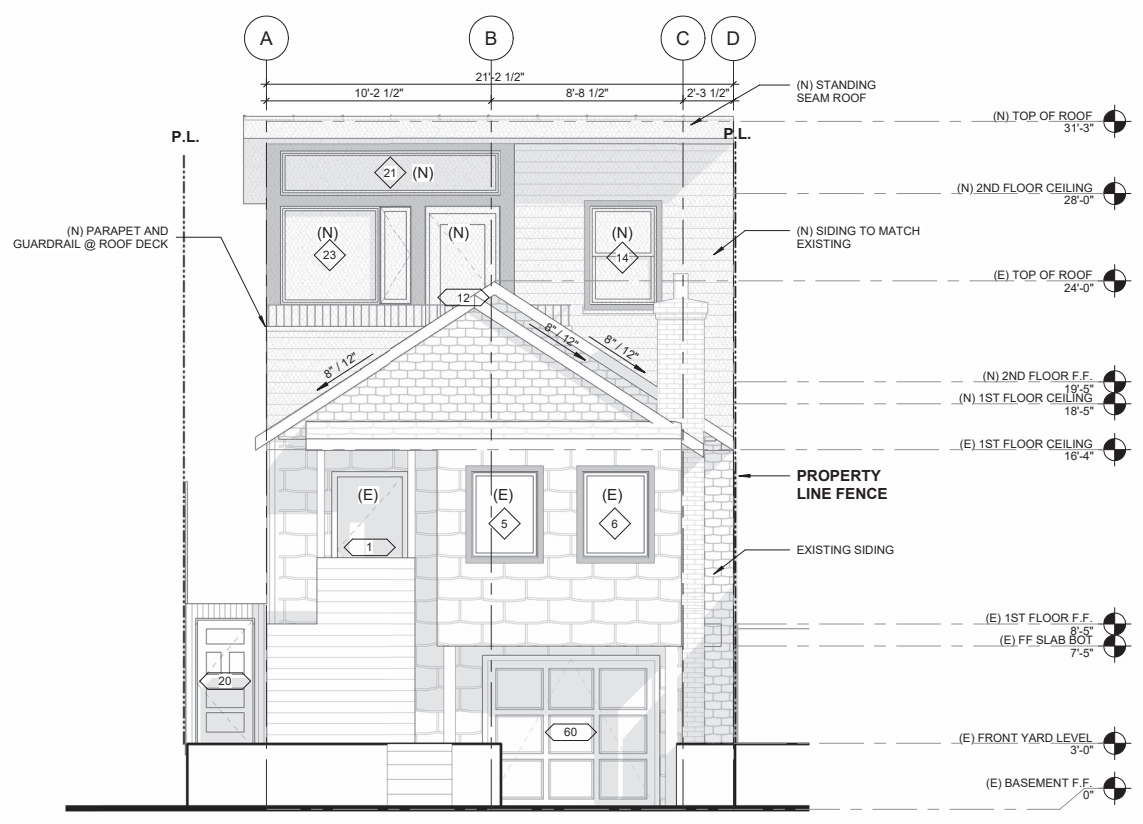 A
B
C
D
21'-2 1/2"
10'-2 1/2"
8'-8 1/2"
2'-3 1/2"
(N) STANDING
SEAM ROOF
(N) TOP OF ROOF
31'-3"
P.L.
P.L.
21
(N)
(N) 2ND FLOOR CEILING
28'-0"
(N) PARAPET AND
GUARDRAIL @ ROOF DECK
(N)
23
(N)
12
(N)
14
(N) SIDING TO MATCH
EXISTING
(E) TOP OF ROOF
24'-0"
8" / 12"
8" / 12"
8" / 12"
(N) 2ND FLOOR F.F.
19'-5"
(N) 1ST FLOOR CEILING
18'-5"
(E) 1ST FLOOR CEILING
16'-4"
PROPERTY
LINE FENCE
(E)
1
(E)
5
(E)
6
EXISTING SIDING
(E) 1ST FLOOR F.F.
8'-5"
(E) FF SLAB BOT
7'-5"
20
60
(E) FRONT YARD LEVEL
3'-0"
(E) BASEMENT F.F.
0"